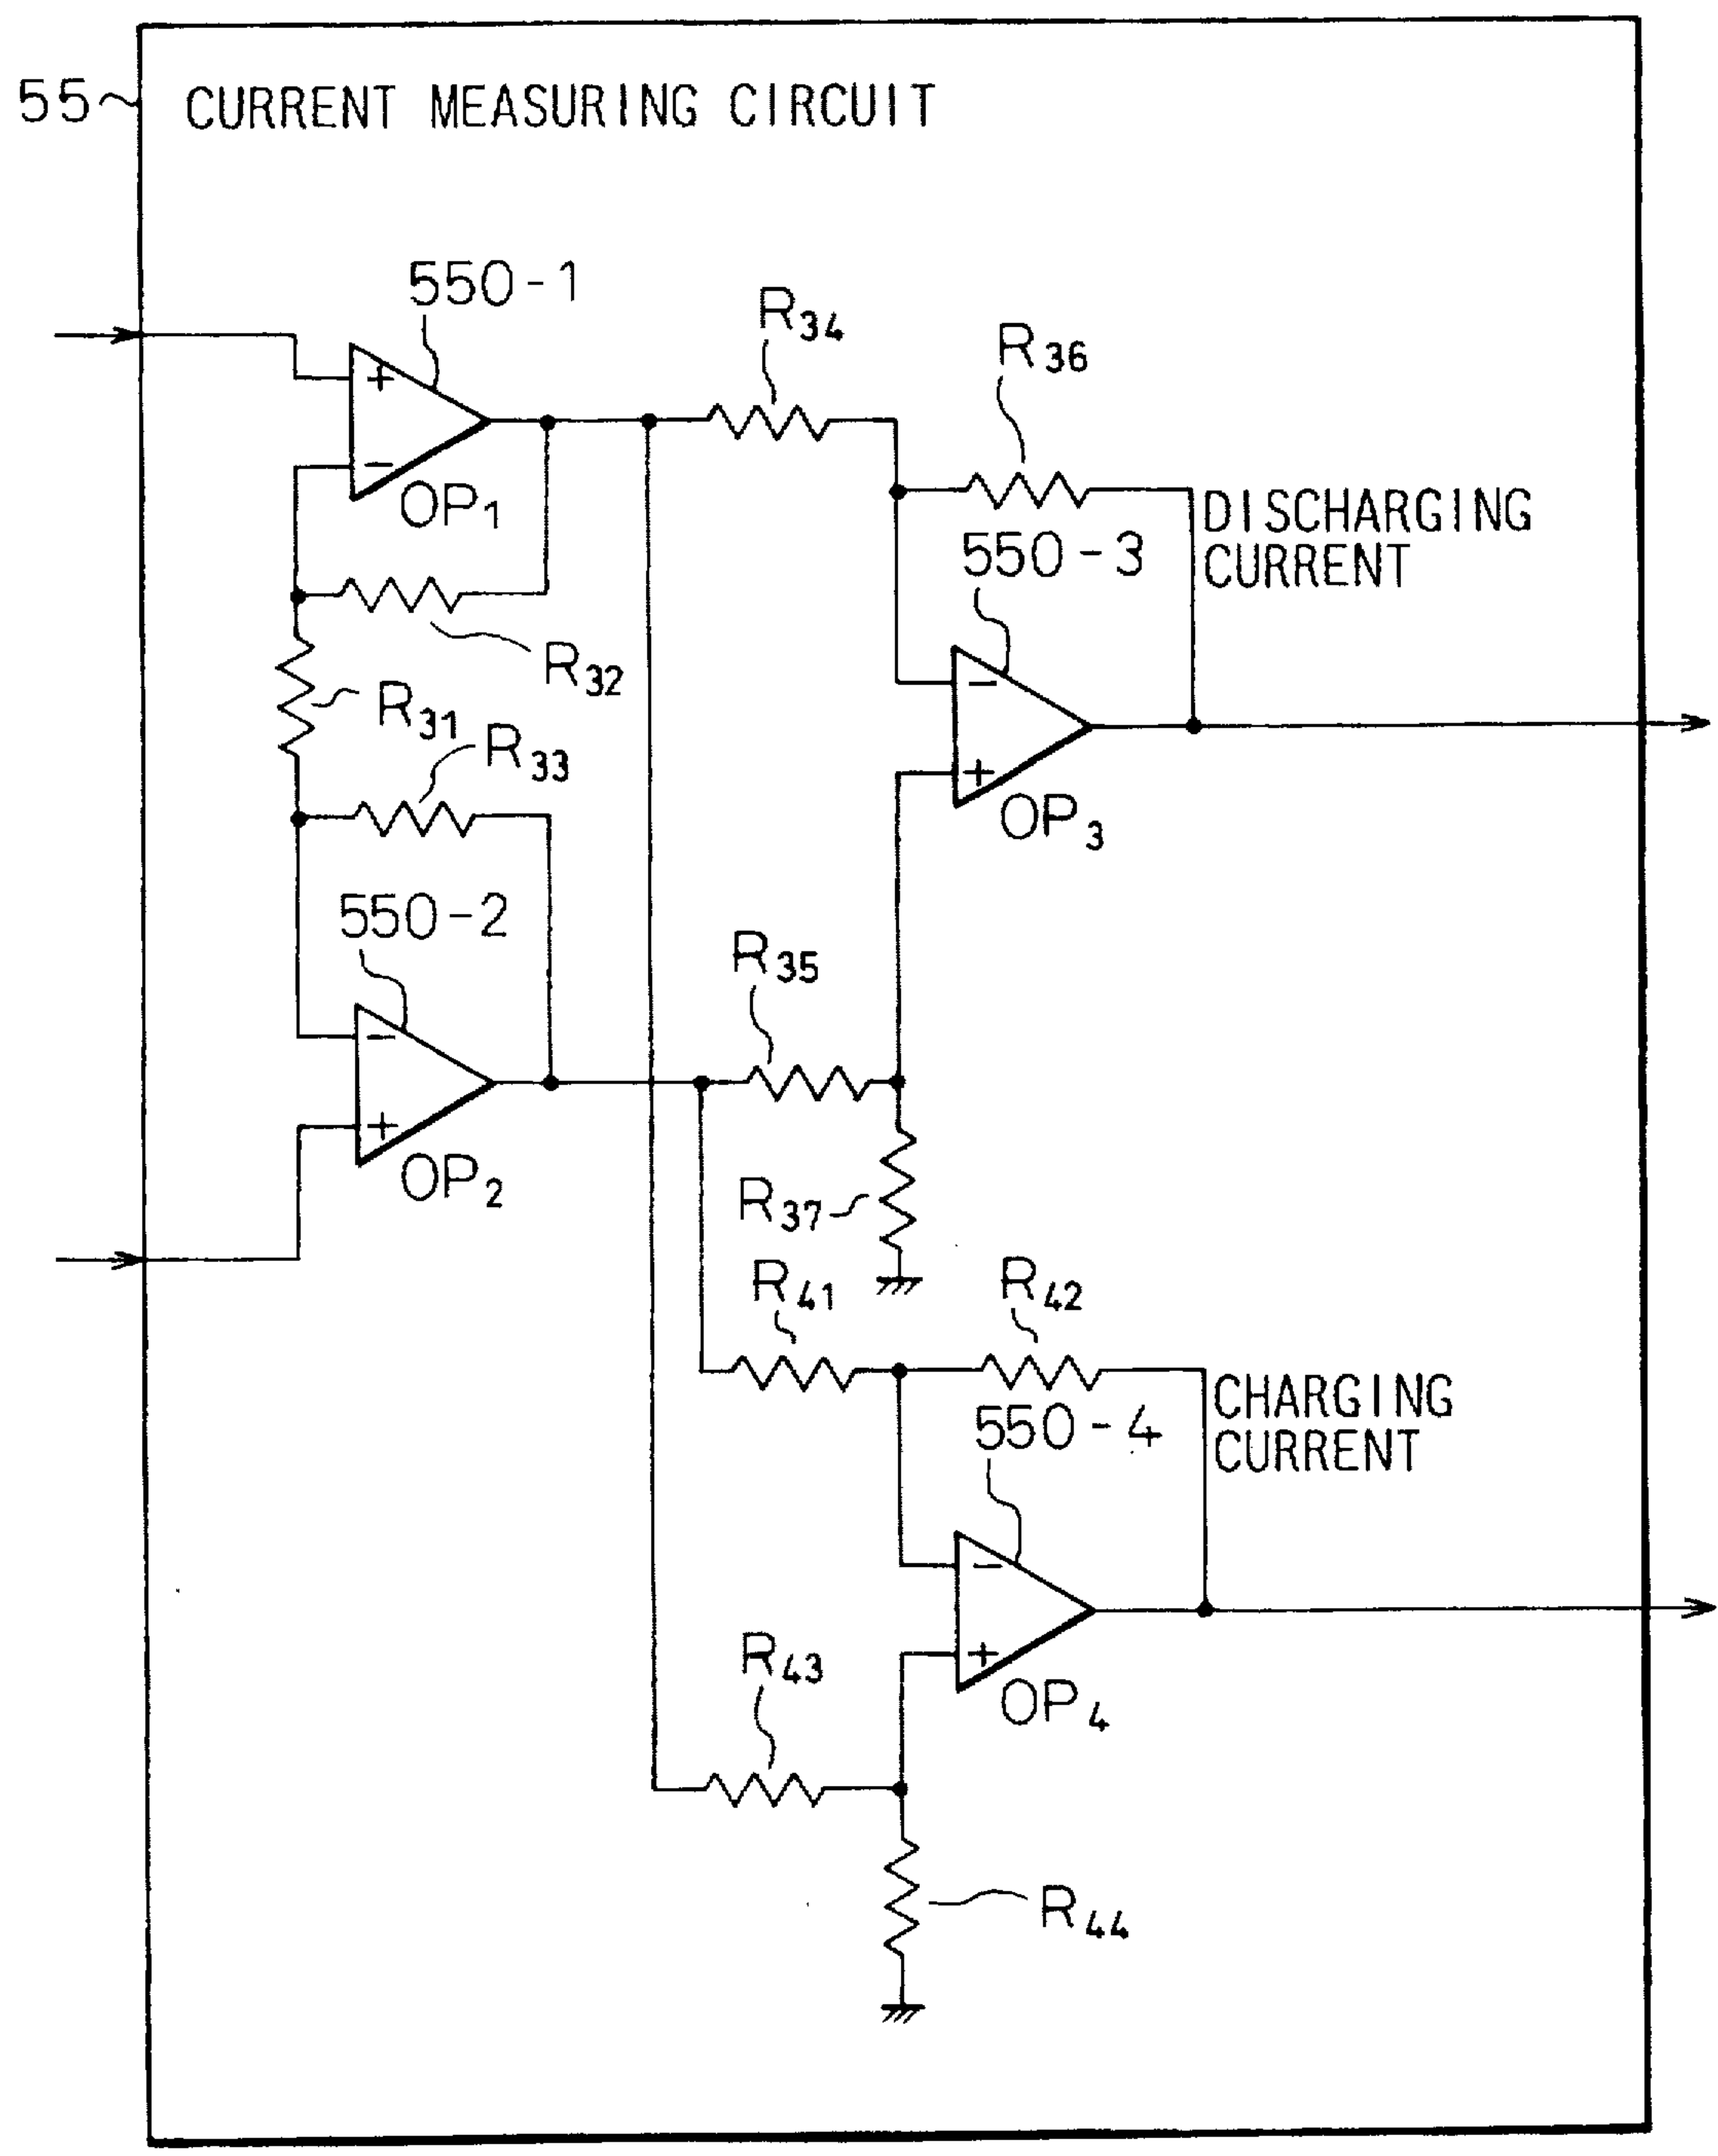 55
CURRENT MEASURING CIRCUIT
550-1
R34
R36
+
-
OP1
DISCHARGING
CURRENT
550-3
R32
R31
R33
-
+
OP3
550-2
R35
-
+
OP2
R37
R41
R42
CHARGING
CURRENT
550-4
-
+
R43
OP4
R44